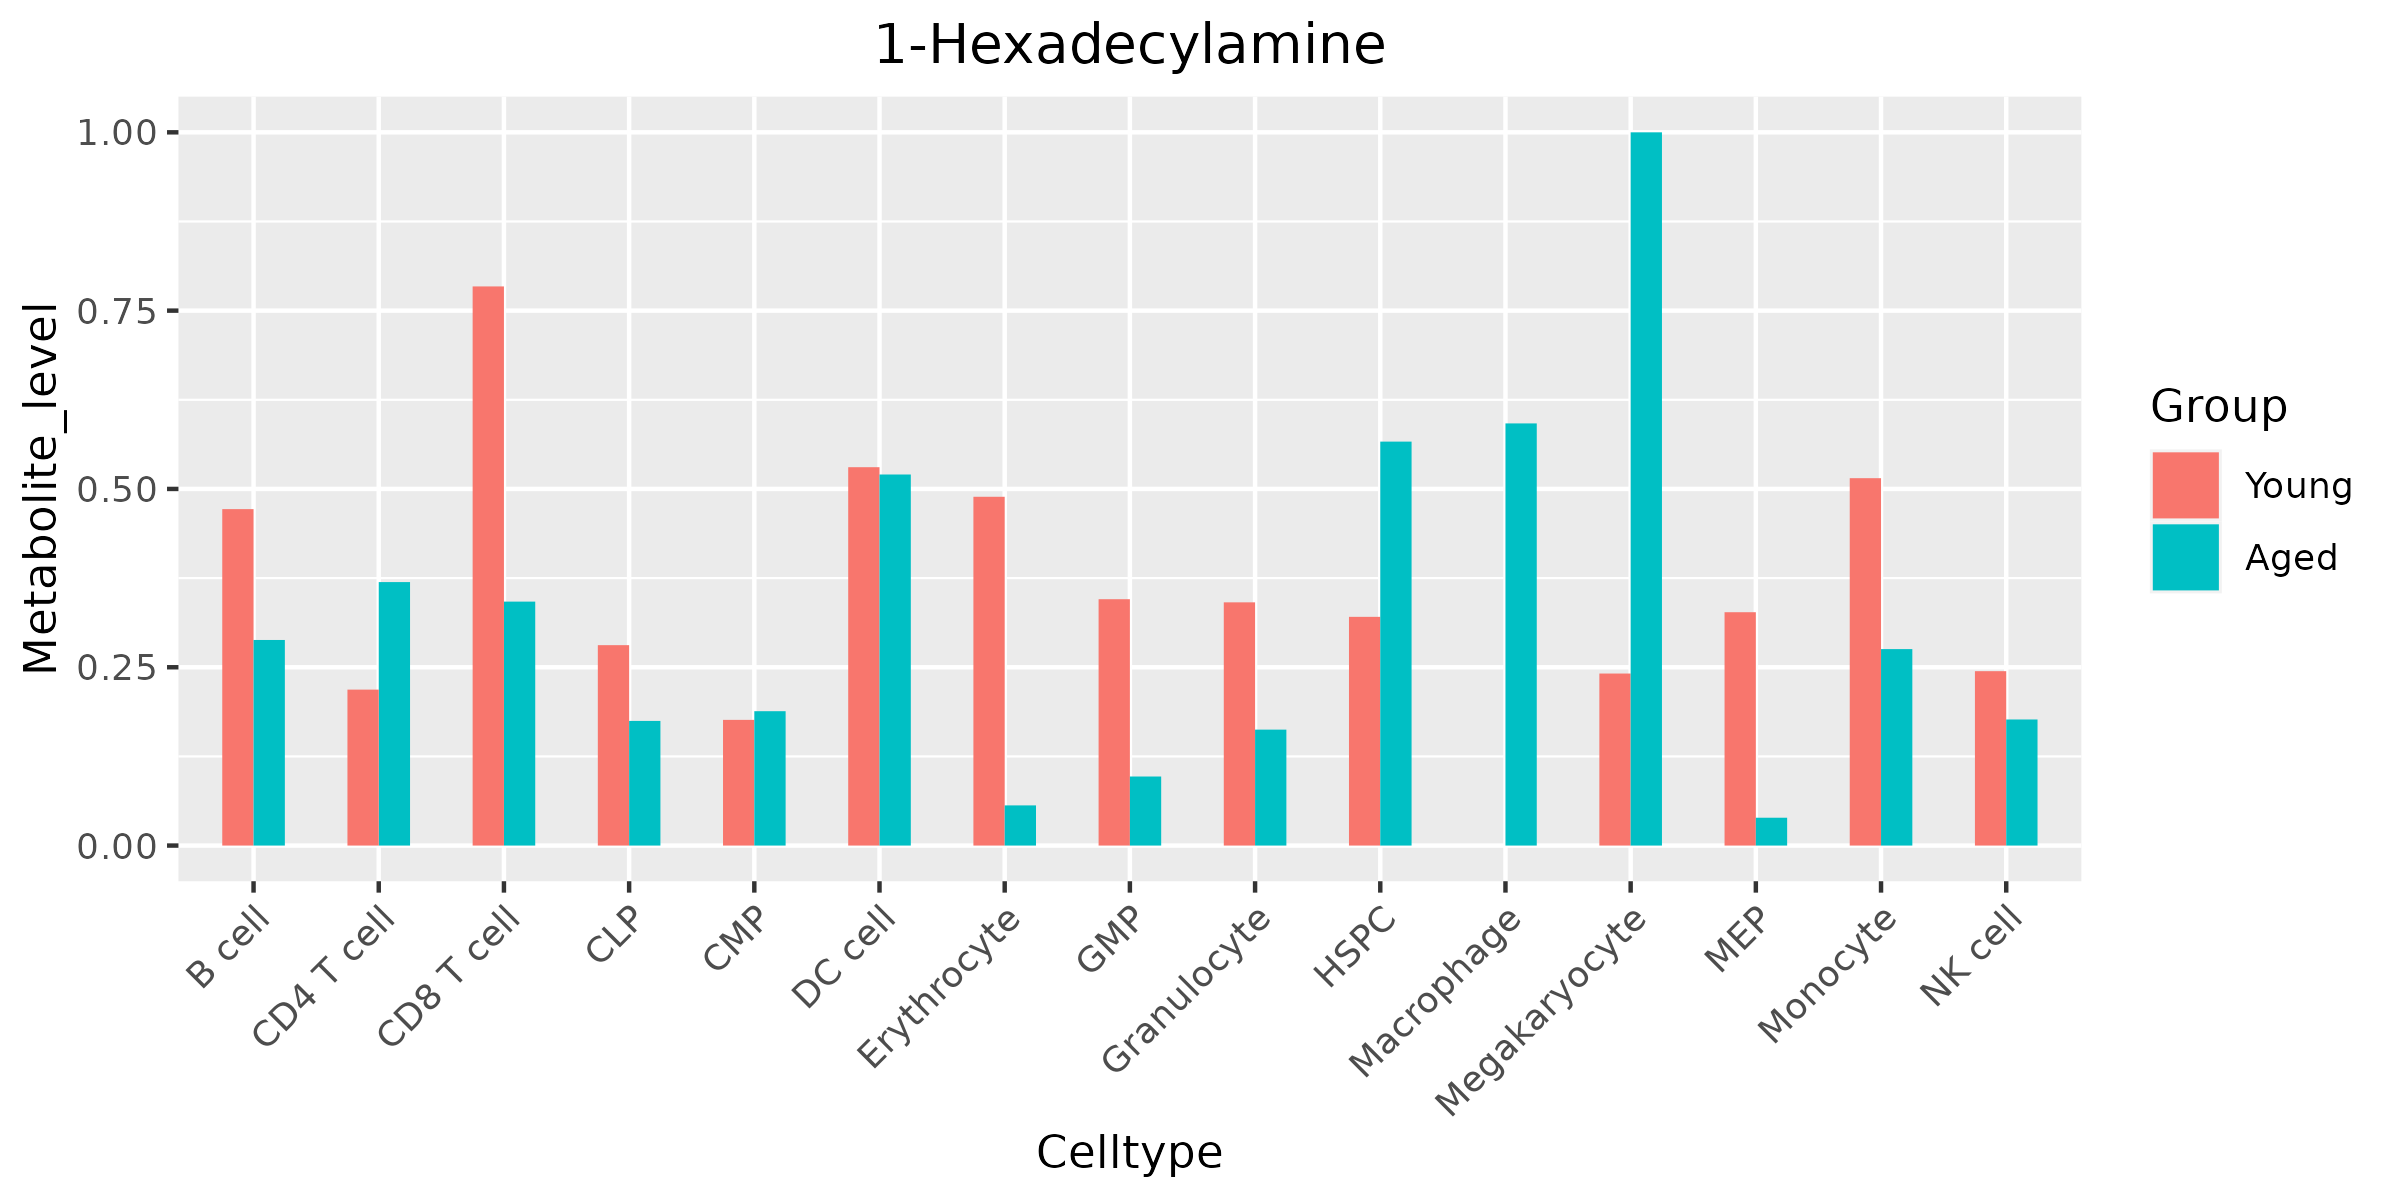 1-Hexadecylamine
Metabolite_level
1.00
0.75
0.50
0.25
0.00
B cell
CD4 T cell
CD8 T cell
CLP
CMP
DC cell
Erythrocyte
GMP
Granulocyte
HSPC
Macrophage
Megakaryocyte
MEP
Monocyte
NK cell
Celltype
Group
Young
Aged